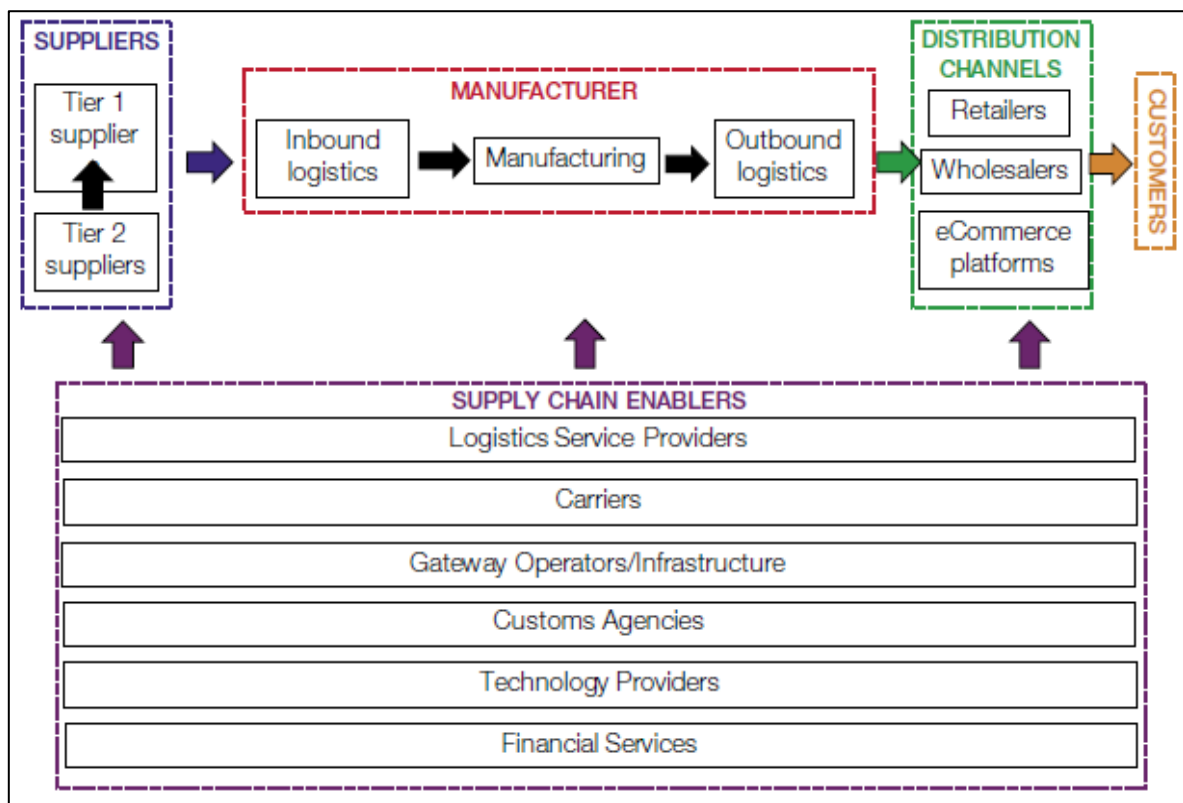 SUPPLIERS
Tier 1
supplier
Tier 2
suppliers
MANUFACTURER
Inbound
logistics
Manufacturing
Outbound
logistics
DISTRIBUTION
CHANNELS
Retailers
Wholesalers
eCommerce
platforms
CUSTOMERS
SUPPLY CHAIN ENABLERS
Logistics Service Providers
Carriers
Gateway Operators/Infrastructure
Customs Agencies
Technology Providers
Financial Services